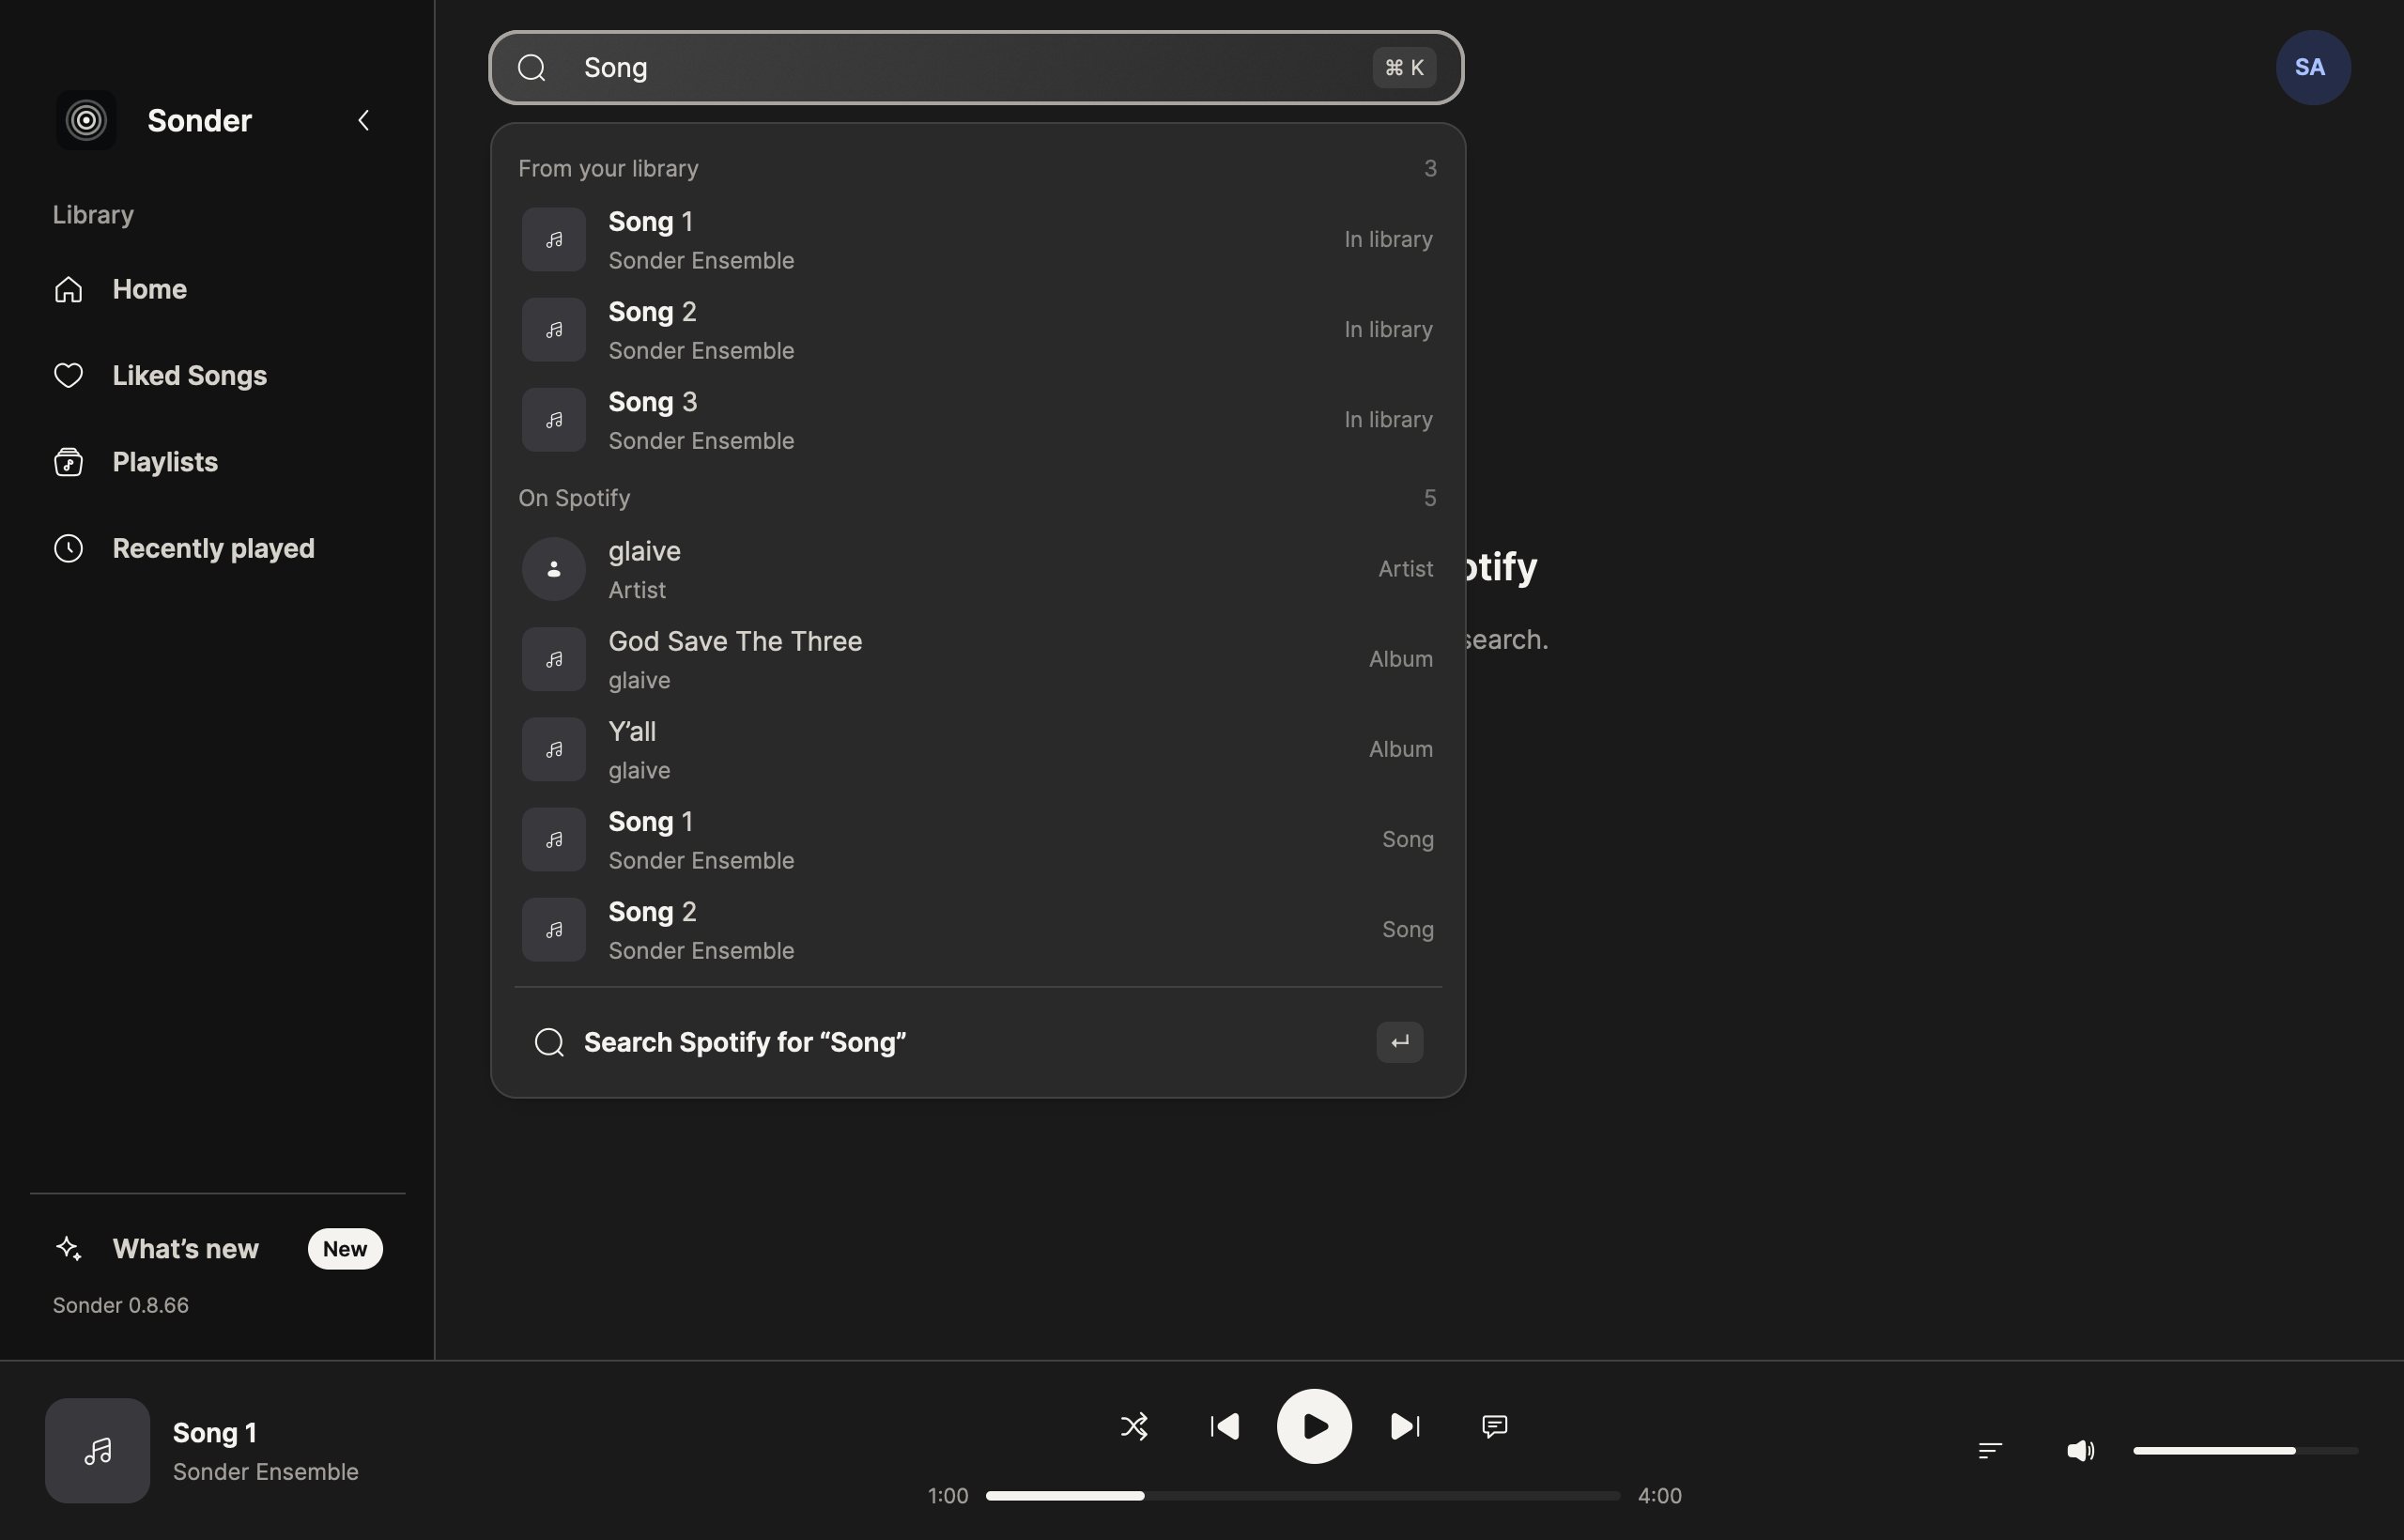 Song
⌘ K
SA
Sonder
Library
Home
Liked Songs
Playlists
Recently played
From your library
3
Song 1
Sonder Ensemble
In library
Song 2
Sonder Ensemble
In library
Song 3
Sonder Ensemble
In library
On Spotify
5
glaive
Artist
Artist
God Save The Three
glaive
Album
Y’all
glaive
Album
Song 1
Sonder Ensemble
Song
Song 2
Sonder Ensemble
Song
Search Spotify for “Song”
otify
search.
What’s new
New
Sonder 0.8.66
Song 1
Sonder Ensemble
1:00
4:00